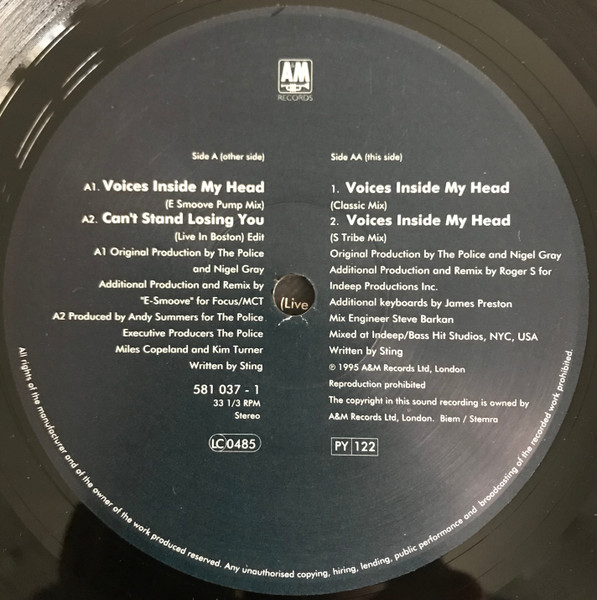 AM
RECORDS
Side A (other side)
A1. Voices Inside My Head
(E Smoove Pump Mix)
A2. Can't Stand Losing You
(Live In Boston) Edit
A1 Original Production by The Police
and Nigel Gray
Additional Production and Remix by
"E-Smoove" for Focus/MCT
A2 Produced by Andy Summers for The Police
Executive Producers The Police
Miles Copeland and Kim Turner
Written by Sting
581 037 - 1
33 1/3 RPM
Stereo
LC 0485
(Live
Side AA (this side)
1. Voices Inside My Head
(Classic Mix)
2. Voices Inside My Head
(S Tribe Mix)
Original Production by The Police and Nigel Gray
Additional Production and Remix by Roger S for
Indeep Productions Inc.
Additional keyboards by James Preston
Mix Engineer Steve Barkan
Mixed at Indeep/Bass Hit Studios, NYC, USA
Written by Sting
℗ 1995 A&M Records Ltd, London
Reproduction prohibited
The copyright in this sound recording is owned by
A&M Records Ltd, London. Biem / Stemra
PY 122
All rights of the manufacturer and of the owner of the work produced reserved. Any unauthorised copying, hiring, lending, public performance and broadcasting of the recorded work prohibited.